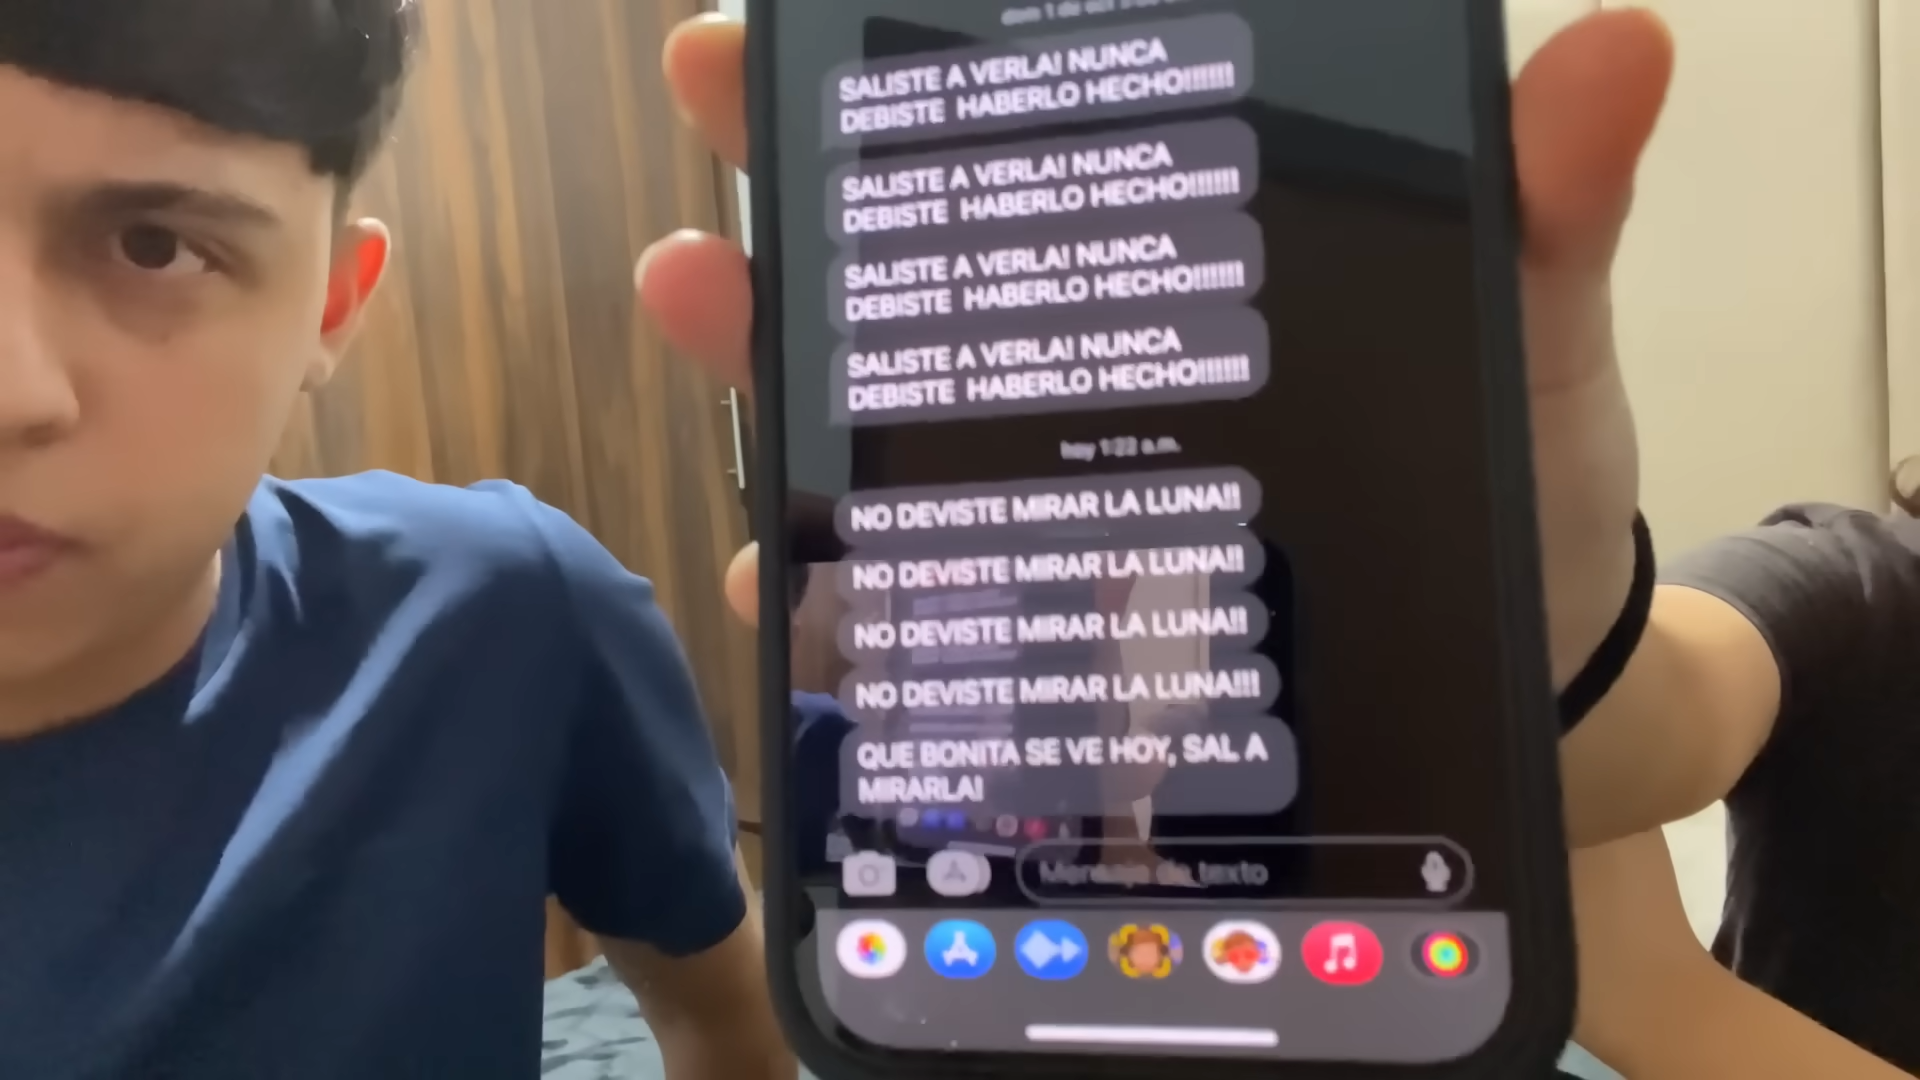 SALISTE A VERLA! NUNCA
DEBISTE HABERLO HECHO!!!!!!
SALISTE A VERLA! NUNCA
DEBISTE HABERLO HECHO!!!!!!
SALISTE A VERLA! NUNCA
DEBISTE HABERLO HECHO!!!!!!
SALISTE A VERLA! NUNCA
DEBISTE HABERLO HECHO!!!!!!
hoy 1:22 a.m.
NO DEVISTE MIRAR LA LUNA!!
NO DEVISTE MIRAR LA LUNA!!
NO DEVISTE MIRAR LA LUNA!!
NO DEVISTE MIRAR LA LUNA!!!
QUE BONITA SE VE HOY, SAL A
MIRARLA!
Mensaje de texto